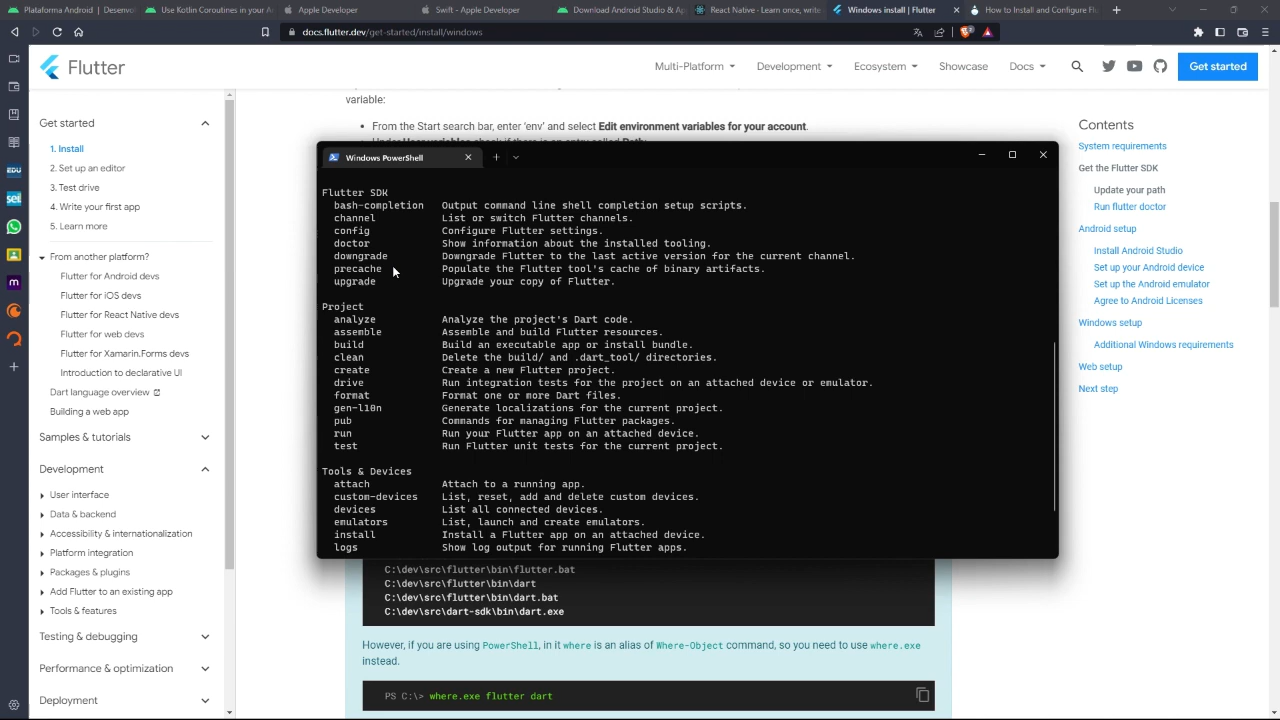 Plataforma Android | Desenvo
Use Kotlin Coroutines in your A
Apple Developer
Swift - Apple Developer
Download Android Studio & Ap
React Native · Learn once, write
Windows install | Flutter
How to Install and Configure F
docs.flutter.dev/get-started/install/windows
Flutter
Multi-Platform
Development
Ecosystem
Showcase
Docs
Get started
Get started
1. Install
2. Set up an editor
3. Test drive
4. Write your first app
5. Learn more
From another platform?
Flutter for Android devs
Flutter for iOS devs
Flutter for React Native devs
Flutter for web devs
Flutter for Xamarin.Forms devs
Introduction to declarative UI
Dart language overview
Building a web app
Samples & tutorials
Development
User interface
Data & backend
Accessibility & internationalization
Platform integration
Packages & plugins
Add Flutter to an existing app
Tools & features
Testing & debugging
Performance & optimization
Deployment
variable:
• From the Start search bar, enter ‘env’ and select Edit environment variables for your account.
Windows PowerShell
Flutter SDK
bash-completion Output command line shell completion setup scripts.
channel List or switch Flutter channels.
config Configure Flutter settings.
doctor Show information about the installed tooling.
downgrade Downgrade Flutter to the last active version for the current channel.
precache Populate the Flutter tool's cache of binary artifacts.
upgrade Upgrade your copy of Flutter.
Project
analyze Analyze the project's Dart code.
assemble Assemble and build Flutter resources.
build Build an executable app or install bundle.
clean Delete the build/ and .dart_tool/ directories.
create Create a new Flutter project.
drive Run integration tests for the project on an attached device or emulator.
format Format one or more Dart files.
gen-l10n Generate localizations for the current project.
pub Commands for managing Flutter packages.
run Run your Flutter app on an attached device.
test Run Flutter unit tests for the current project.
Tools & Devices
attach Attach to a running app.
custom-devices List, reset, add and delete custom devices.
devices List all connected devices.
emulators List, launch and create emulators.
install Install a Flutter app on an attached device.
logs Show log output for running Flutter apps.
C:\dev\src\flutter\bin\flutter.bat
C:\dev\src\flutter\bin\dart
C:\dev\src\flutter\bin\dart.bat
C:\dev\src\dart-sdk\bin\dart.exe
However, if you are using PowerShell, in it where is an alias of Where-Object command, so you need to use where.exe
instead.
PS C:\> where.exe flutter dart
Contents
System requirements
Get the Flutter SDK
Update your path
Run flutter doctor
Android setup
Install Android Studio
Set up your Android device
Set up the Android emulator
Agree to Android Licenses
Windows setup
Additional Windows requirements
Web setup
Next step